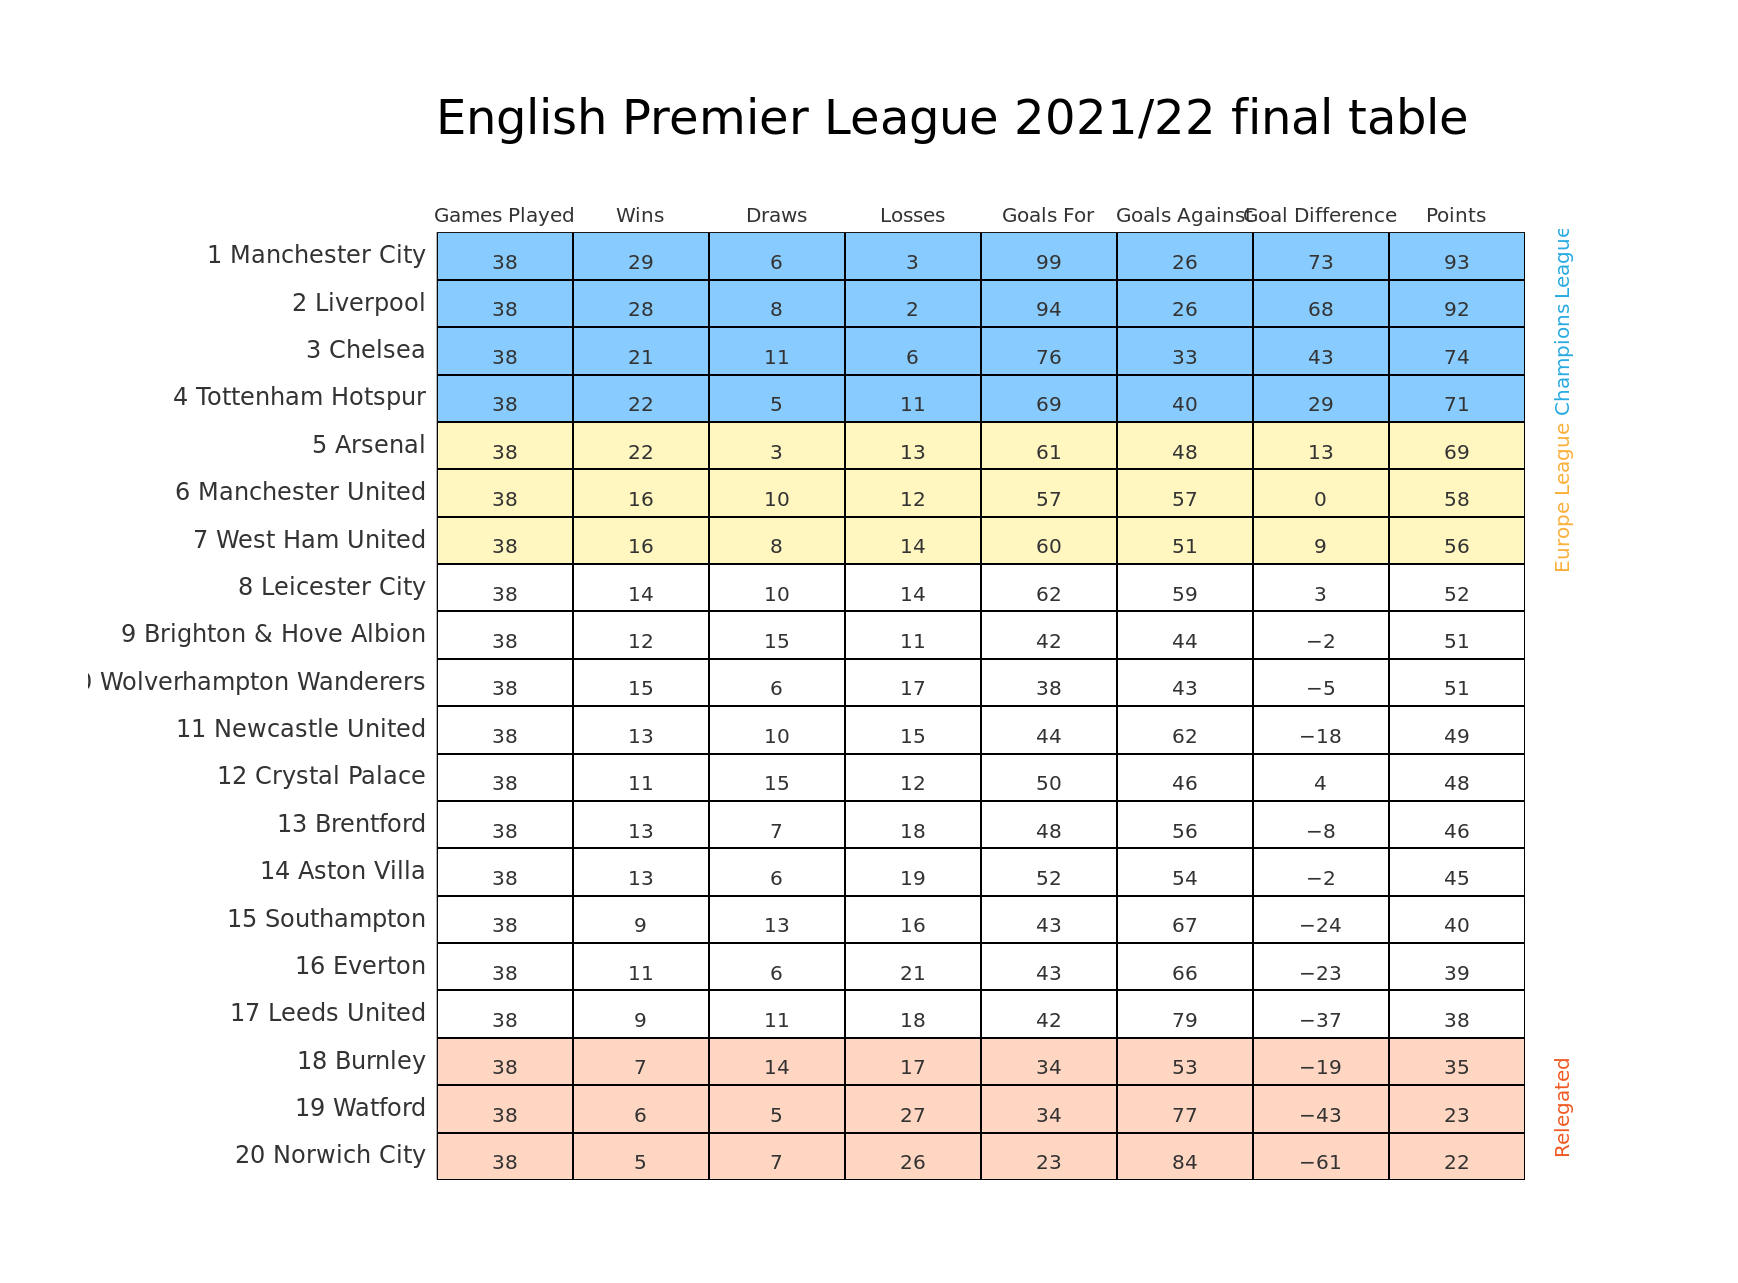 English Premier League 2021/22 final table
Games Played Wins Draws Losses Goals For Goals Against Goal Difference Points
1 Manchester City 38 29 6 3 99 26 73 93
2 Liverpool 38 28 8 2 94 26 68 92
3 Chelsea 38 21 11 6 76 33 43 74
4 Tottenham Hotspur 38 22 5 11 69 40 29 71
5 Arsenal 38 22 3 13 61 48 13 69
6 Manchester United 38 16 10 12 57 57 0 58
7 West Ham United 38 16 8 14 60 51 9 56
8 Leicester City 38 14 10 14 62 59 3 52
9 Brighton & Hove Albion 38 12 15 11 42 44 −2 51
Wolverhampton Wanderers 38 15 6 17 38 43 −5 51
11 Newcastle United 38 13 10 15 44 62 −18 49
12 Crystal Palace 38 11 15 12 50 46 4 48
13 Brentford 38 13 7 18 48 56 −8 46
14 Aston Villa 38 13 6 19 52 54 −2 45
15 Southampton 38 9 13 16 43 67 −24 40
16 Everton 38 11 6 21 43 66 −23 39
17 Leeds United 38 9 11 18 42 79 −37 38
18 Burnley 38 7 14 17 34 53 −19 35
19 Watford 38 6 5 27 34 77 −43 23
20 Norwich City 38 5 7 26 23 84 −61 22
Champions League
Europe League
Relegated